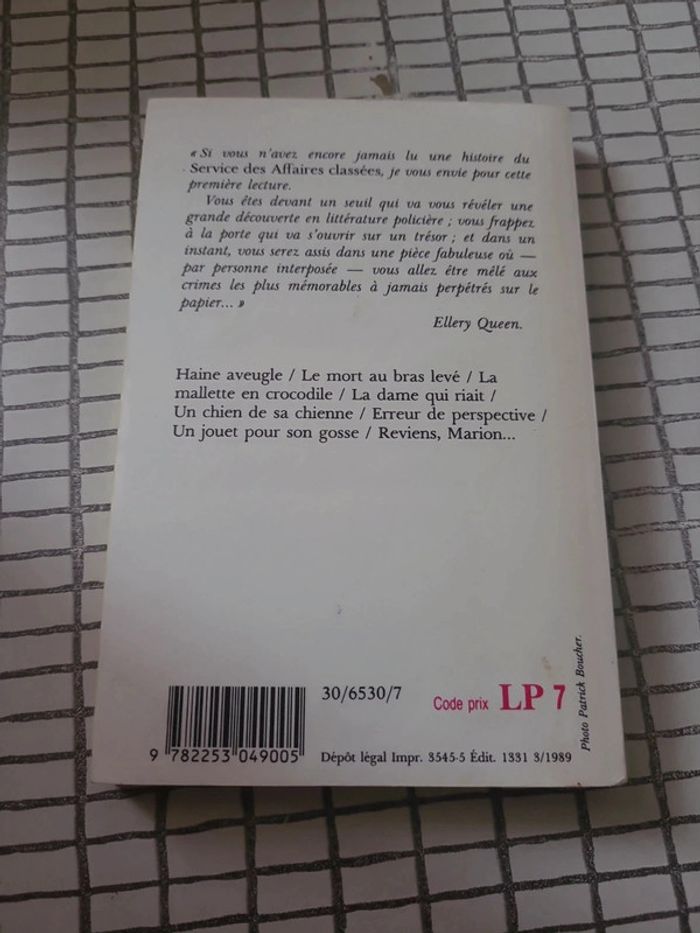 « Si vous n'avez encore jamais lu une histoire du
Service des Affaires classées, je vous envie pour cette
première lecture.
Vous êtes devant un seuil qui va vous révéler une
grande découverte en littérature policière ; vous frappez
à la porte qui va s'ouvrir sur un trésor ; et dans un
instant, vous serez assis dans une pièce fabuleuse où —
par personne interposée — vous allez être mêlé aux
crimes les plus mémorables à jamais perpétrés sur le
papier... »
Ellery Queen.
Haine aveugle / Le mort au bras levé / La
mallette en crocodile / La dame qui riait /
Un chien de sa chienne / Erreur de perspective /
Un jouet pour son gosse / Reviens, Marion...
30/6530/7
Code prix LP 7
9 782253 049005
Dépôt légal Impr. 3545-5 Édit. 1331 3/1989
Photo Patrick Boucher.